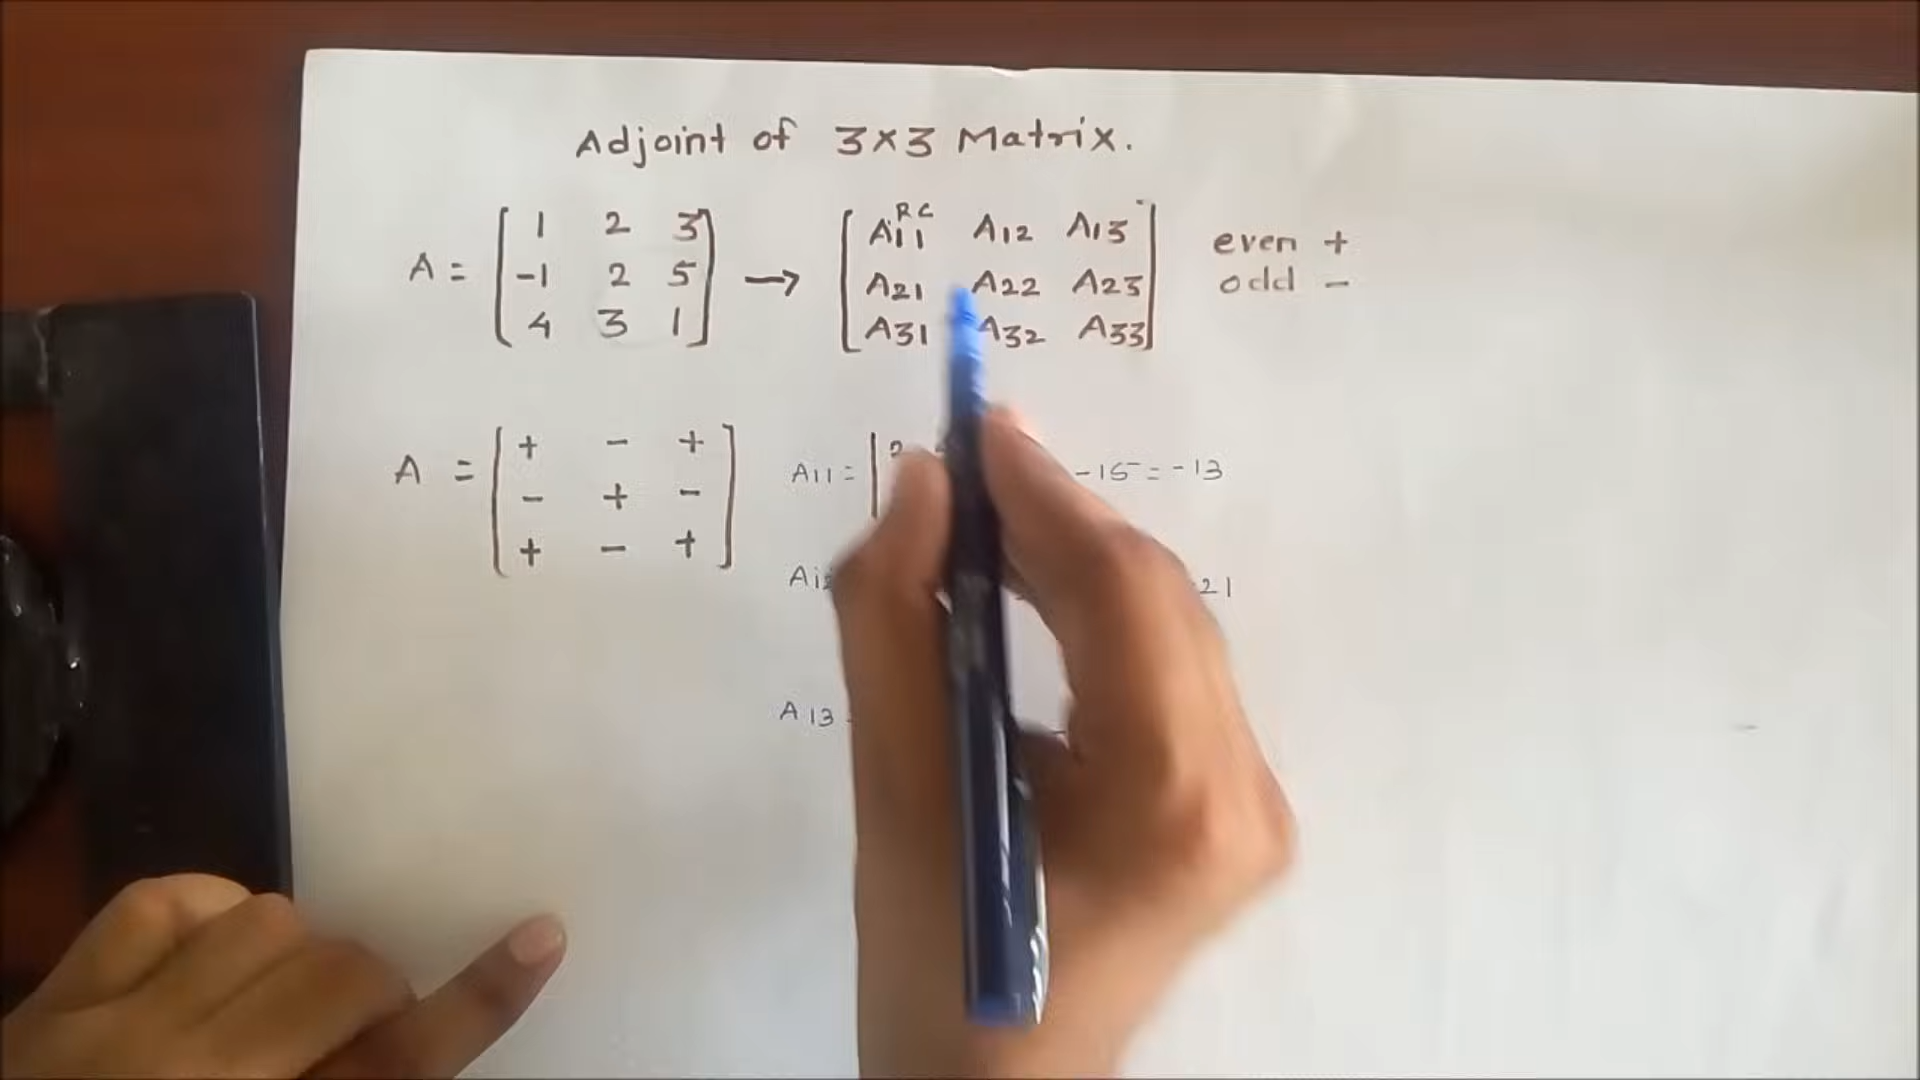 Adjoint of 3×3 Matrix.
A = [ 1 2 3 ] → [ A11 A12 A13 ] even +
RC
[ -1 2 5 ] [ A21 A22 A23 ] odd -
[ 4 3 1 ] [ A31 A32 A33 ]
A = [ + - + ] A11 = | 2 -15 = -13
[ - + - ]
[ + - + ] 21
A13